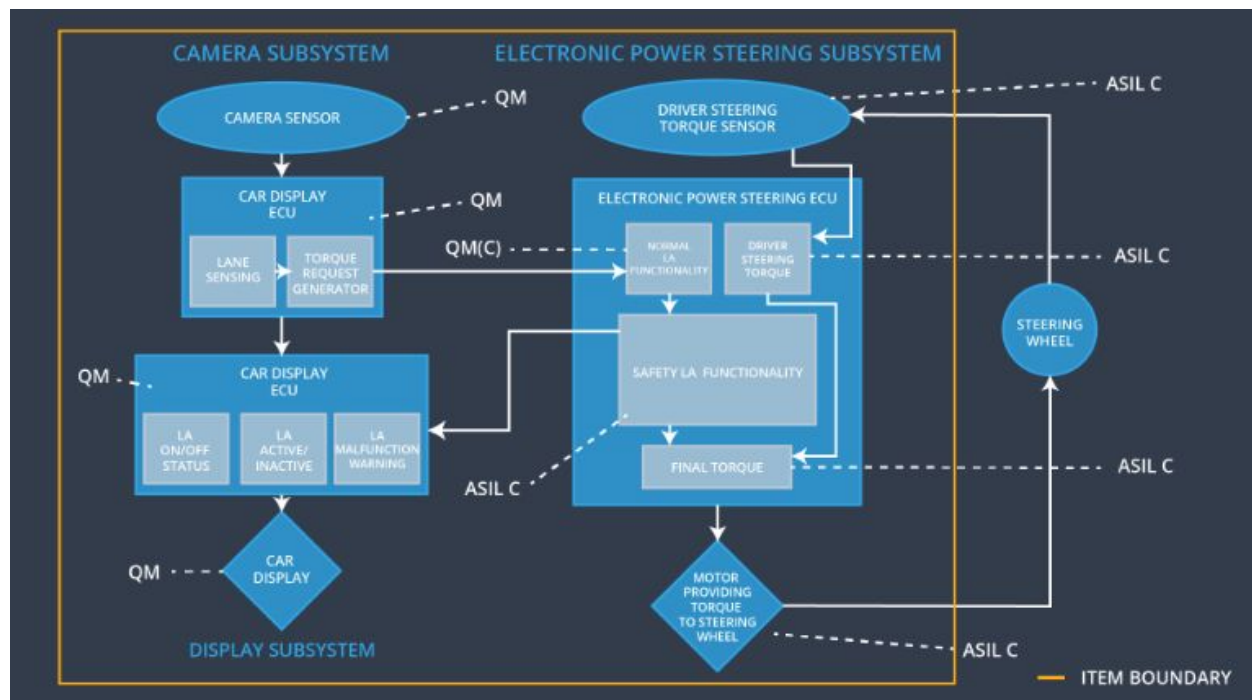 CAMERA SUBSYSTEM
ELECTRONIC POWER STEERING SUBSYSTEM
CAMERA SENSOR
QM
DRIVER STEERING
TORQUE SENSOR
ASIL C
CAR DISPLAY
ECU
QM
LANE
SENSING
TORQUE
REQUEST
GENERATOR
ELECTRONIC POWER STEERING ECU
QM(C)
NORMAL
LA
FUNCTIONALITY
DRIVER
STEERING
TORQUE
ASIL C
STEERING
WHEEL
CAR DISPLAY
ECU
QM
LA
ON/OFF
STATUS
LA
ACTIVE/
INACTIVE
LA
MALFUNCTION
WARNING
SAFETY LA FUNCTIONALITY
ASIL C
FINAL TORQUE
ASIL C
CAR
DISPLAY
QM
MOTOR
PROVIDING
TORQUE
TO STEERING
WHEEL
ASIL C
DISPLAY SUBSYSTEM
ITEM BOUNDARY